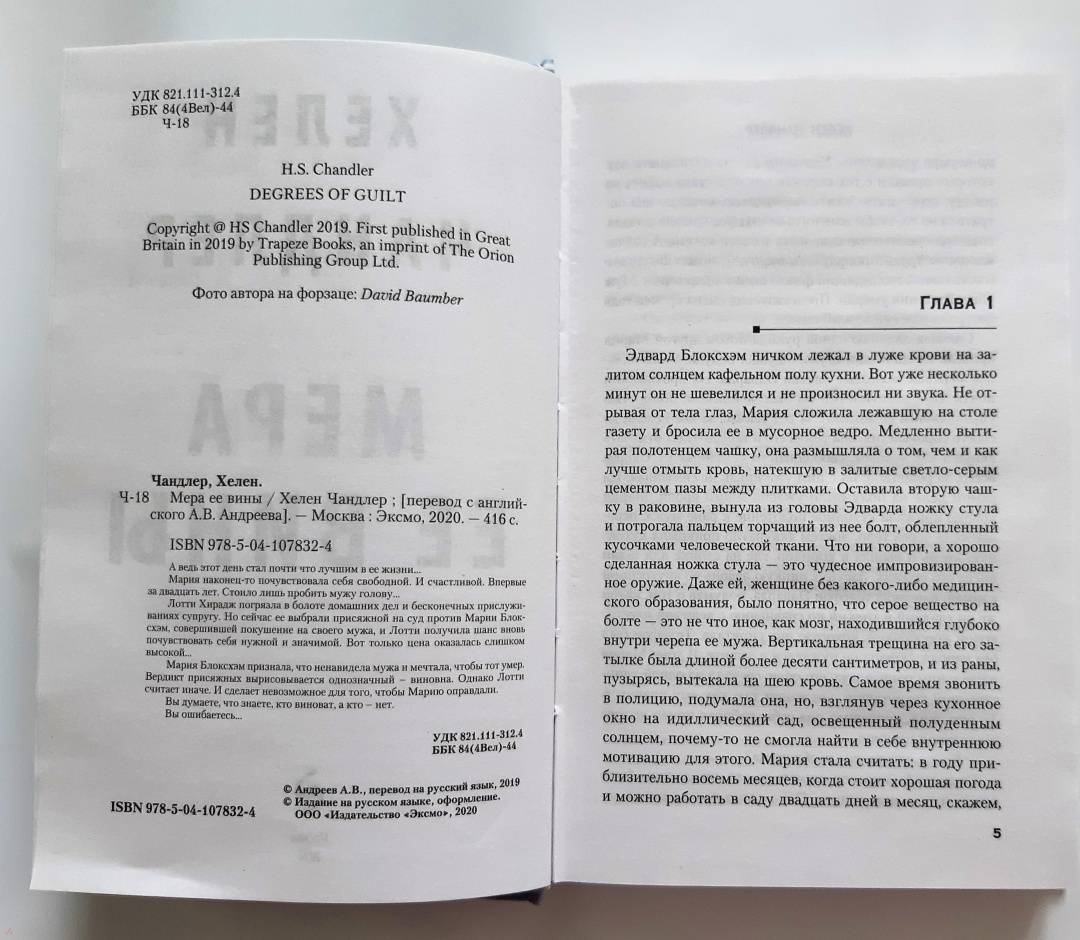 УДК 821.111-312.4
ББК 84(4Вел)-44
Ч-18
H.S. Chandler
DEGREES OF GUILT
Copyright @ HS Chandler 2019. First published in Great
Britain in 2019 by Trapeze Books, an imprint of The Orion
Publishing Group Ltd.
Фото автора на форзаце: David Baumber
Чандлер, Хелен.
Ч-18 Мера ее вины / Хелен Чандлер ; [перевод с англий-
ского А.В. Андреева]. — Москва : Эксмо, 2020. — 416 с.
ISBN 978-5-04-107832-4
А ведь этот день стал почти что лучшим в ее жизни...
Мария наконец-то почувствовала себя свободной. И счастливой. Впервые
за двадцать лет. Стоило лишь пробить мужу голову...
Лотти Хирадж погрязла в болоте домашних дел и бесконечных прислужи-
ваниях супругу. Но сейчас ее выбрали присяжной на суд против Марии Блок-
схэм, совершившей покушение на своего мужа, и Лотти получила шанс вновь
почувствовать себя нужной и значимой. Вот только цена оказалась слишком
высокой...
Мария Блоксхэм признала, что ненавидела мужа и мечтала, чтобы тот умер.
Вердикт присяжных вырисовывается однозначный — виновна. Однако Лотти
считает иначе. И сделает невозможное для того, чтобы Марию оправдали.
Вы думаете, что знаете, кто виноват, а кто — нет.
Вы ошибаетесь...
УДК 821.111-312.4
ББК 84(4Вел)-44
© Андреев А.В., перевод на русский язык, 2019
© Издание на русском языке, оформление.
ООО «Издательство «Эксмо», 2020
ISBN 978-5-04-107832-4
ГЛАВА 1
Эдвард Блоксхэм ничком лежал в луже крови на за-
литом солнцем кафельном полу кухни. Вот уже несколько
минут он не шевелился и не произносил ни звука. Не от-
рывая от тела глаз, Мария сложила лежавшую на столе
газету и бросила ее в мусорное ведро. Медленно выти-
рая полотенцем чашку, она размышляла о том, чем и как
лучше отмыть кровь, натекшую в залитые светло-серым
цементом пазы между плитками. Оставила вторую чаш-
ку в раковине, вынула из головы Эдварда ножку стула
и потрогала пальцем торчащий из нее болт, облепленный
кусочками человеческой ткани. Что ни говори, а хорошо
сделанная ножка стула — это чудесное импровизирован-
ное оружие. Даже ей, женщине без какого-либо медицин-
ского образования, было понятно, что серое вещество на
болте — это не что иное, как мозг, находившийся глубоко
внутри черепа ее мужа. Вертикальная трещина на его за-
тылке была длиной более десяти сантиметров, и из раны,
пузырясь, вытекала на шею кровь. Самое время звонить
в полицию, подумала она, но, взглянув через кухонное
окно на идиллический сад, освещенный полуденным
солнцем, почему-то не смогла найти в себе внутреннюю
мотивацию для этого. Мария стала считать: в году при-
близительно восемь месяцев, когда стоит хорошая погода
и можно работать в саду двадцать дней в месяц, скажем,
5